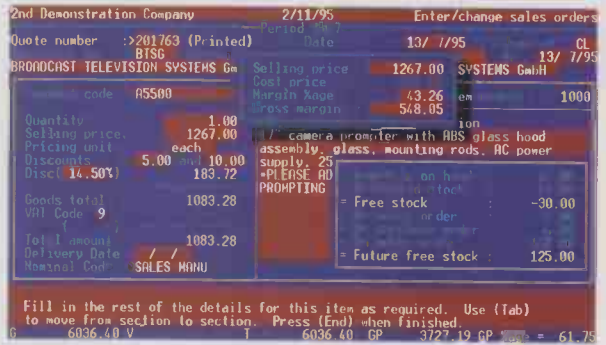 2nd Demonstration Company 2/11/95 Enter/change sales orders
Period
Quote number :>201763 (Printed) Date 13/ 7/95 CL
BTSG 13/ 7/95
BROADCAST TELEVISION SYSTEMS Gm SYSTEMS GmbH
Selling price 1267.00
Cost price
Margin %age 43.26
Gross margin 548.05
code A5500 em 1000
Quantity 1.00 ion
Selling price. 1267.00 camera prompter with ABS glass hood
Pricing unit each assembly, glass, mounting rods, AC power
Discounts 5.00 and 10.00 supply, 25
Disc( 14.50%) 183.72 *PLEASE AD
PROMPTING
Goods total 1083.28 = Free stock : -30.00
VAT Code 9
Total amount 1083.28 order
Delivery Date / / = Future free stock : 125.00
Nominal Code SALES MANU
Fill in the rest of the details for this item as required. Use (Tab)
to move from section to section. Press (End) when finished.
G 6036.40 V T 6036.40 GP 3727.19 GP = 61.75